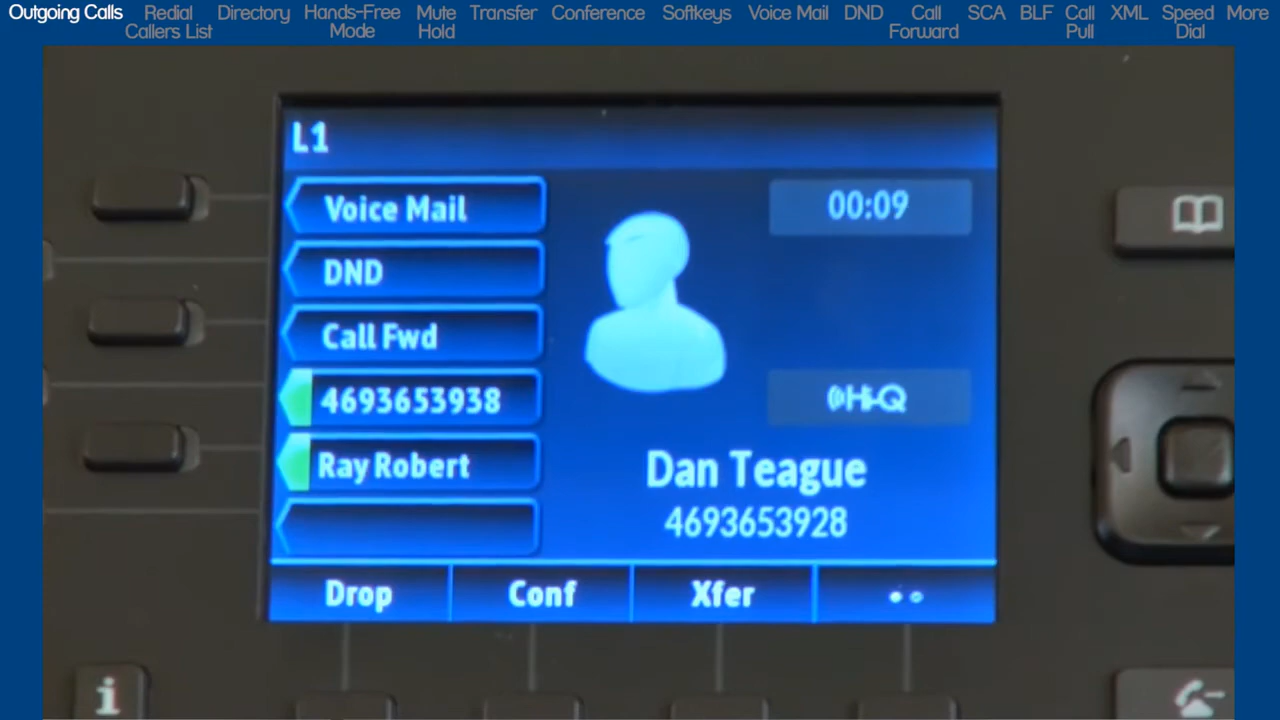 Outgoing Calls
Redial
Callers List
Directory
Hands-Free
Mode
Mute
Hold
Transfer
Conference
Softkeys
Voice Mail
DND
Call
Forward
SCA
BLF
Call
Pull
XML
Speed
Dial
More
L1
Voice Mail
00:09
DND
Call Fwd
4693653938
Hi-Q
Ray Robert
Dan Teague
4693653928
Drop
Conf
Xfer
i